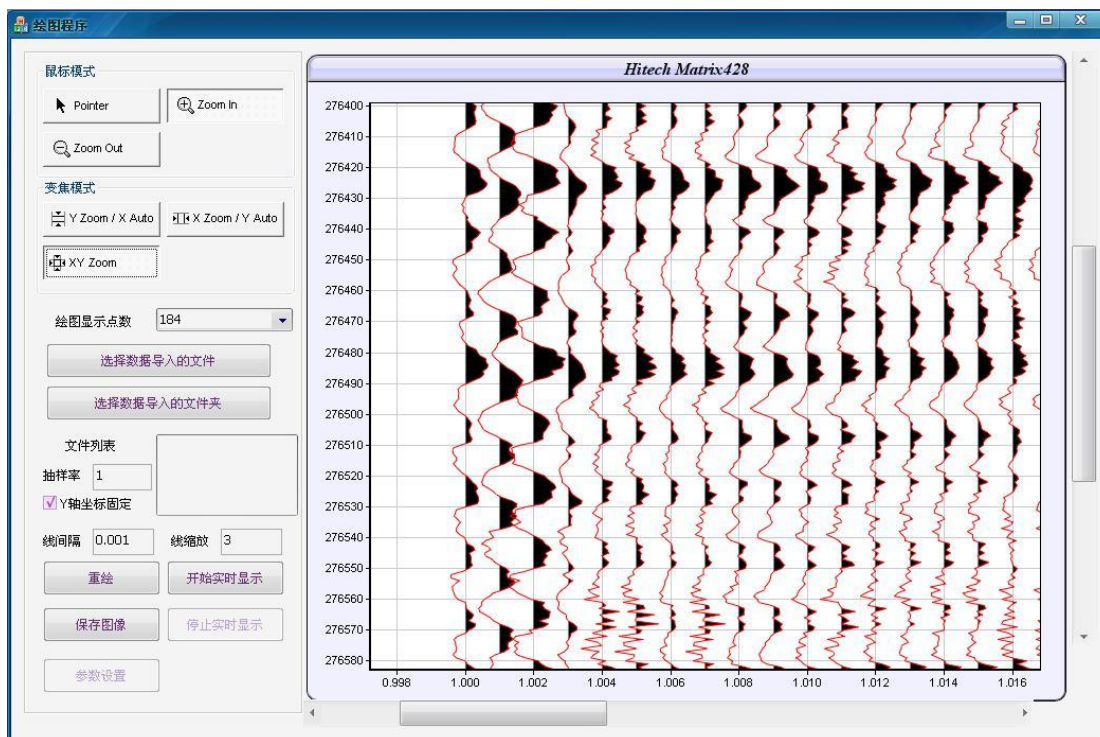 绘图程序
鼠标模式
Pointer
Zoom In
Zoom Out
变焦模式
Y Zoom / X Auto
X Zoom / Y Auto
XY Zoom
绘图显示点数 184
选择数据导入的文件
选择数据导入的文件夹
文件列表
抽样率 1
Y轴坐标固定
线间隔 0.001 线缩放 3
重绘 开始实时显示
保存图像 停止实时显示
参数设置
Hitech Matrix428
276400
276410
276420
276430
276440
276450
276460
276470
276480
276490
276500
276510
276520
276530
276540
276550
276560
276570
276580
0.998 1.000 1.002 1.004 1.006 1.008 1.010 1.012 1.014 1.016